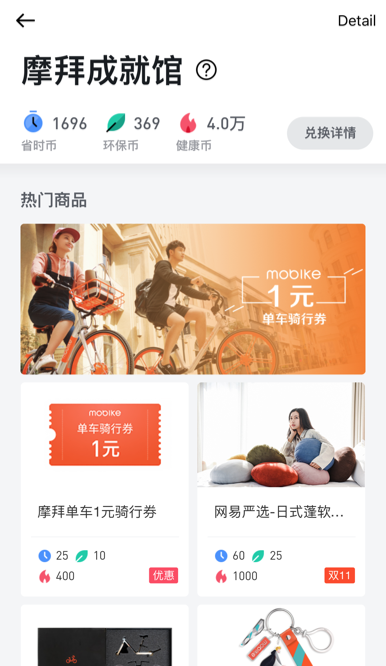 Detail
摩拜成就馆 ?
1696 369 4.0万
省时币 环保币 健康币
兑换详情
热门商品
mobike
1元
单车骑行券
mobike
单车骑行券
1元
摩拜单车1元骑行券
25 10
400 优惠
网易严选-日式蓬软...
60 25
1000 双11